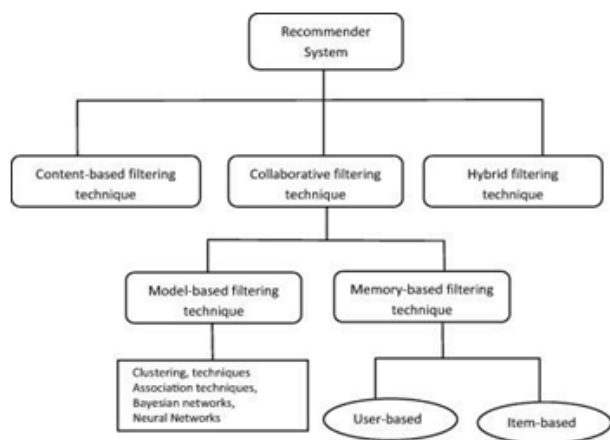 Recommender
System
Content-based filtering
technique
Collaborative filtering
technique
Hybrid filtering
technique
Model-based filtering
technique
Memory-based filtering
technique
Clustering, techniques
Association techniques,
Bayesian networks,
Neural Networks
User-based
Item-based